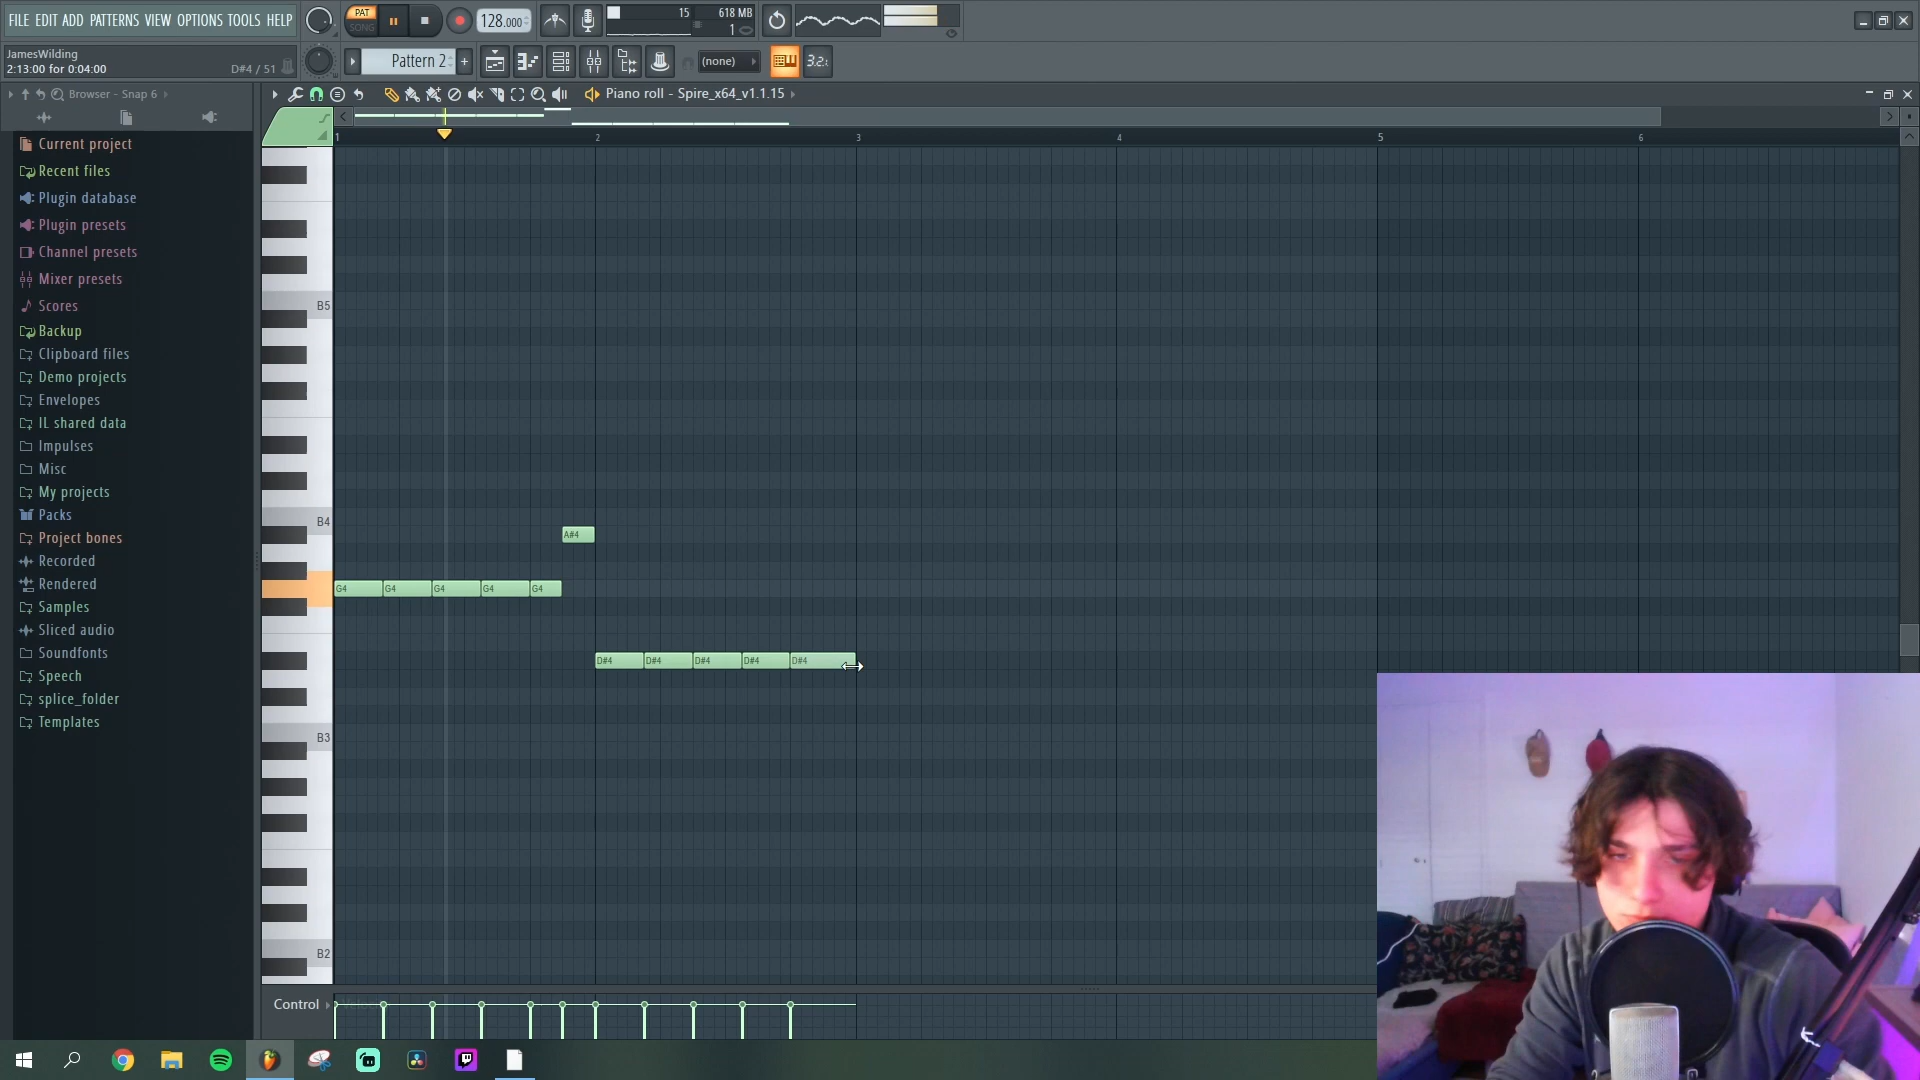 FILE EDIT ADD PATTERNS VIEW OPTIONS TOOLS HELP
PAT
SONG
128.000
15
618 MB
1
JamesWilding
2:13:00 for 0:04:00
D#4 / 51
Pattern 2
+
(none)
3.2:
Browser - Snap 6
Piano roll - Spire_x64_v1.1.15
1 2 3 4 5 6
Current project
Recent files
Plugin database
Plugin presets
Channel presets
Mixer presets
Scores
Backup
Clipboard files
Demo projects
Envelopes
IL shared data
Impulses
Misc
My projects
Packs
Project bones
Recorded
Rendered
Samples
Sliced audio
Soundfonts
Speech
splice_folder
Templates
B5
B4
A#4
G4 G4 G4 G4 G4
D#4 D#4 D#4 D#4 D#4
B3
B2
Control